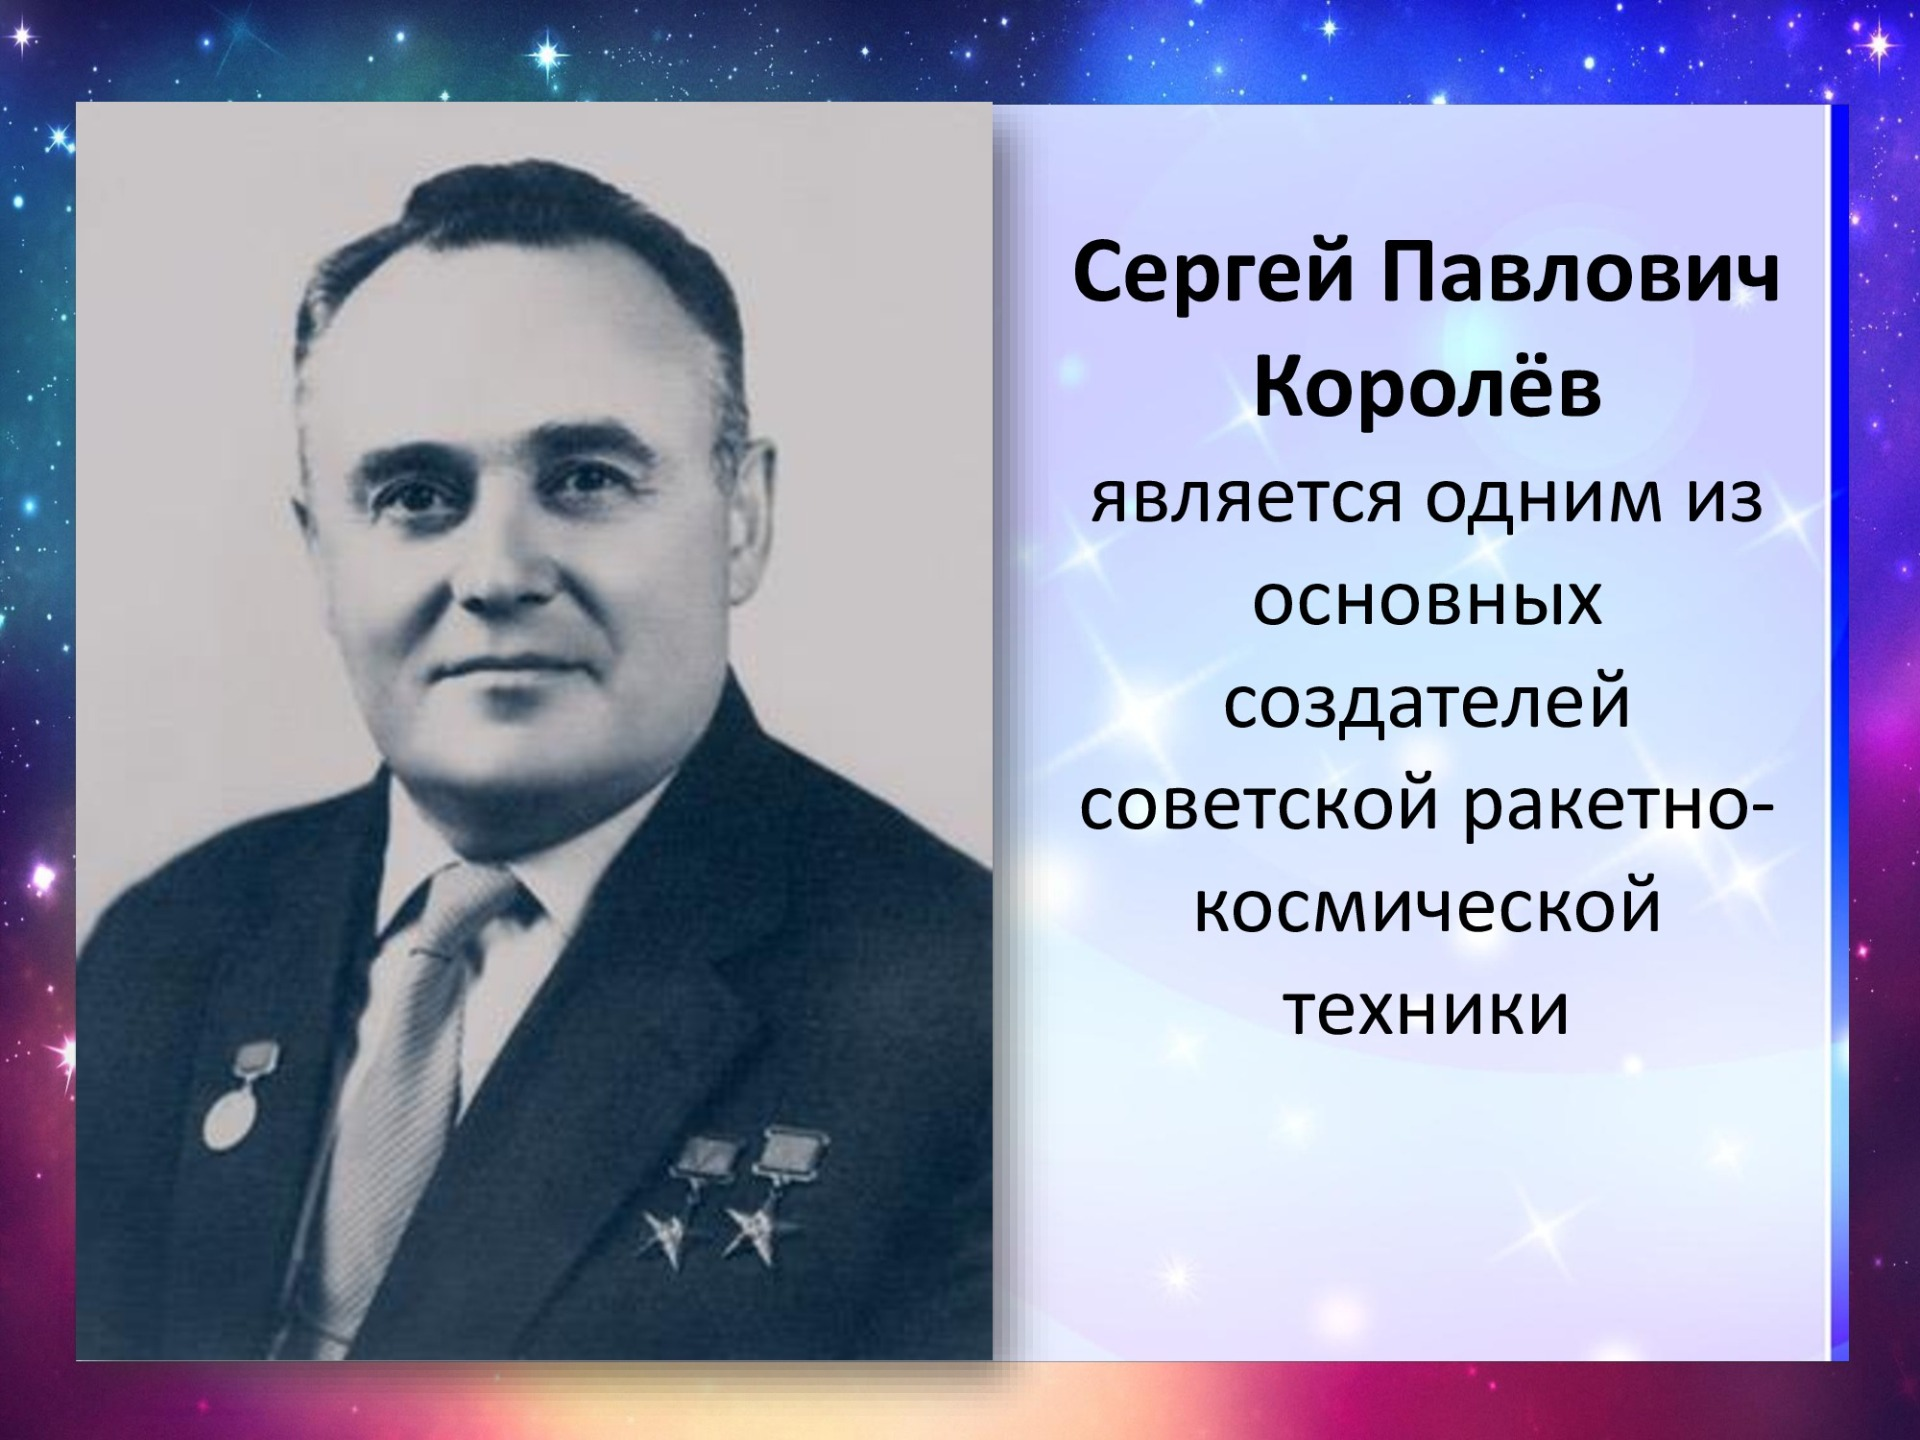 Сергей Павлович
Королёв
является одним из
основных
создателей
советской ракетно-
космической
техники